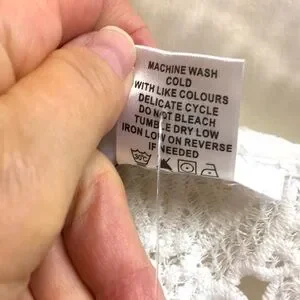 MACHINE WASH
COLD
WITH LIKE COLOURS
DELICATE CYCLE
DO NOT BLEACH
TUMBLE DRY LOW
IRON LOW ON REVERSE
IF NEEDED
30°C